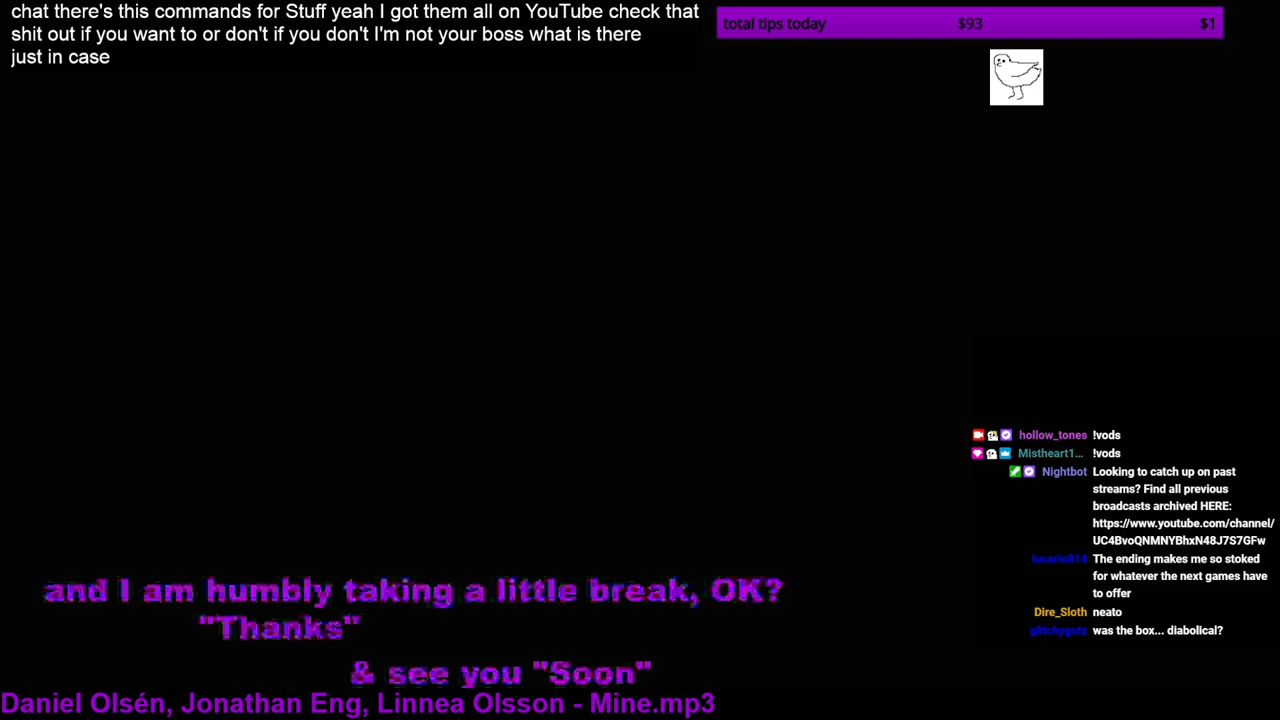 chat there's this commands for Stuff yeah I got them all on YouTube check that
shit out if you want to or don't if you don't I'm not your boss what is there
just in case
total tips today $93 $1
hollow_tones !vods
Mistheart1… !vods
Nightbot Looking to catch up on past
streams? Find all previous
broadcasts archived HERE:
https://www.youtube.com/channel/
UC4BvoQNMNYBhxN48J7S7GFw
lucario814 The ending makes me so stoked
for whatever the next games have
to offer
Dire_Sloth neato
glitchygutz was the box... diabolical?
and I am humbly taking a little break, OK?
"Thanks"
& see you "Soon"
Daniel Olsén, Jonathan Eng, Linnea Olsson - Mine.mp3